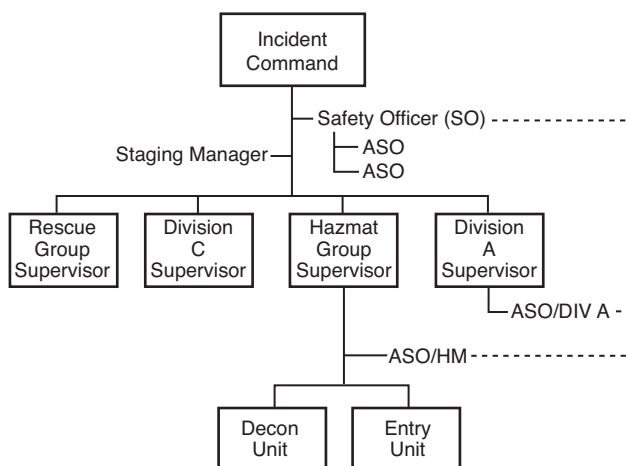 Incident
Command
Safety Officer (SO)
ASO
Staging Manager
ASO
Rescue
Group
Supervisor
Division
C
Supervisor
Hazmat
Group
Supervisor
Division
A
Supervisor
ASO/DIV A
ASO/HM
Decon
Unit
Entry
Unit